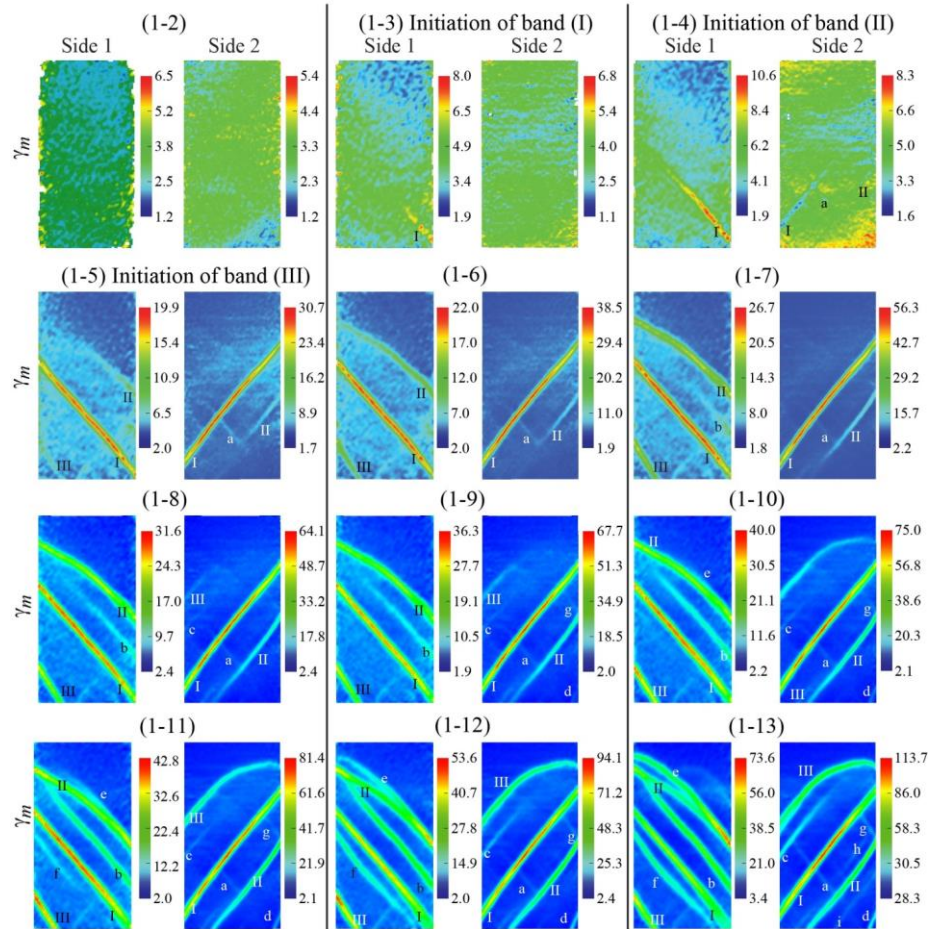 (1-2) (1-3) Initiation of band (I) (1-4) Initiation of band (II)
Side 1 Side 2 Side 1 Side 2 Side 1 Side 2
γm
6.5 5.4 8.0 6.8 10.6 8.3
5.2 4.4 6.5 5.6 8.4 6.6
3.9 3.3 4.9 4.4 6.2 5.0
2.5 2.3 3.4 3.1 4.1 3.3
1.2 1.2 1.9 1.9 1.9 1.6
I I a II I
(1-5) Initiation of band (III) (1-6) (1-7)
γm
19.9 30.7 22.0 38.5 26.7 56.3
15.4 23.4 17.0 29.4 20.5 42.7
10.9 16.2 12.0 20.2 14.3 29.2
6.5 8.9 7.0 11.0 8.0 15.7
2.0 1.7 2.0 1.9 1.8 2.2
II III I a II I
II III I a II I
II b III I a II I
(1-8) (1-9) (1-10)
γm
31.6 64.1 36.3 67.7 40.0 75.0
24.3 48.7 27.7 51.3 30.5 56.7
17.0 33.2 19.1 34.9 21.1 38.5
9.7 17.8 10.5 18.5 11.6 20.3
2.4 2.4 1.9 2.1 2.2 2.1
II b III I III c a II I
II b III I III c g a II I d
II e b III I c g a II III d
(1-11) (1-12) (1-13)
γm
42.8 81.4 53.6 94.1 73.6 113.7
32.6 61.6 40.7 71.2 56.1 86.0
22.4 41.7 27.8 48.3 38.5 58.3
12.2 21.9 14.9 25.3 21.0 30.6
2.0 2.1 2.0 2.4 3.4 28.3
II e f b III I III c g a II I d
e II f b III I III c g a II I d
e II f b III I III c g h a II i d